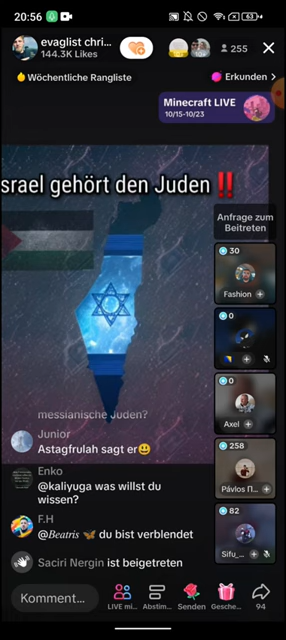 20:56
63
evaglist chri...
144.3K Likes
255
Wöchentliche Rangliste
Erkunden
Minecraft LIVE
10/15-10/23
srael gehört den Juden ‼️
Anfrage zum
Beitreten
30
Fashion
0
0
Axel
258
Pávlos Π...
82
Sifu_...
messianische Juden?
Junior
Astagfrulah sagt er😃
Enko
@kaliyuga was willst du
wissen?
F.H
@𝐵𝑒𝑎𝑡𝑟𝑖𝑠 🦋 du bist verblendet
Saciri Nergin ist beigetreten
Komment...
LIVE mi...
Abstim...
Senden
Gesche...
94